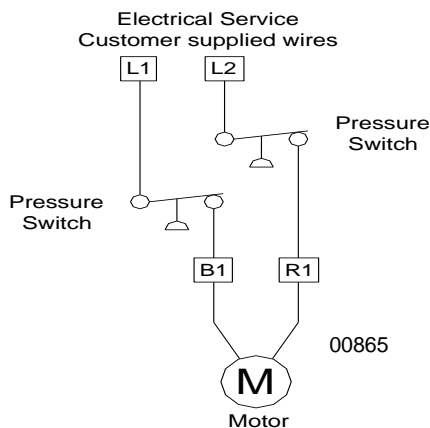 Electrical Service
Customer supplied wires
L1
L2
Pressure
Switch
Pressure
Switch
B1
R1
00865
M
Motor